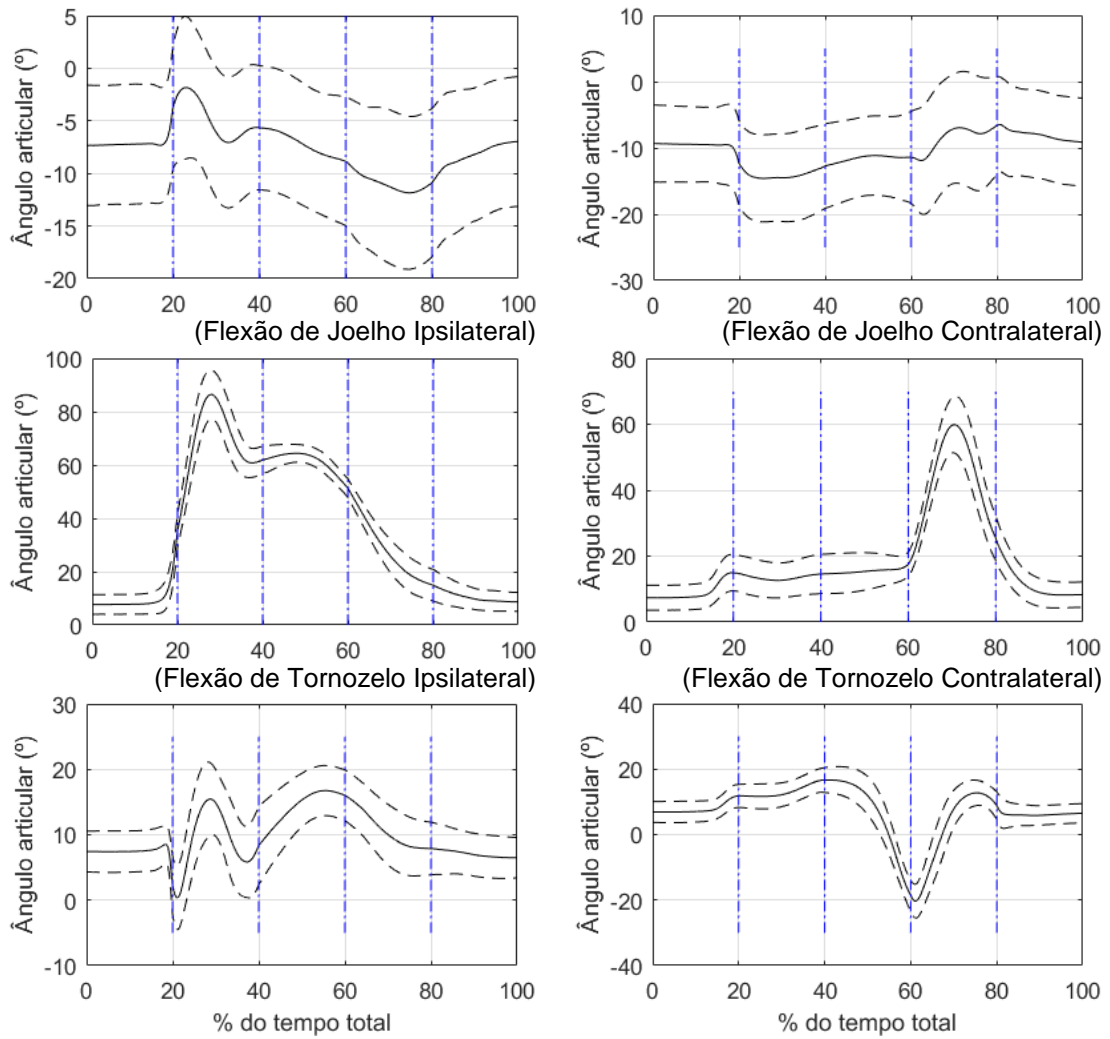 5
0
-5
-10
-15
-20
Ângulo articular (º)
0 20 40 60 80 100
10
0
-10
-20
-30
Ângulo articular (º)
0 20 40 60 80 100
(Flexão de Joelho Ipsilateral)
(Flexão de Joelho Contralateral)
100
80
60
40
20
0
Ângulo articular (º)
0 20 40 60 80 100
80
60
40
20
0
Ângulo articular (º)
0 20 40 60 80 100
(Flexão de Tornozelo Ipsilateral)
(Flexão de Tornozelo Contralateral)
30
20
10
0
-10
Ângulo articular (º)
0 20 40 60 80 100
% do tempo total
40
20
0
-20
-40
Ângulo articular (º)
0 20 40 60 80 100
% do tempo total